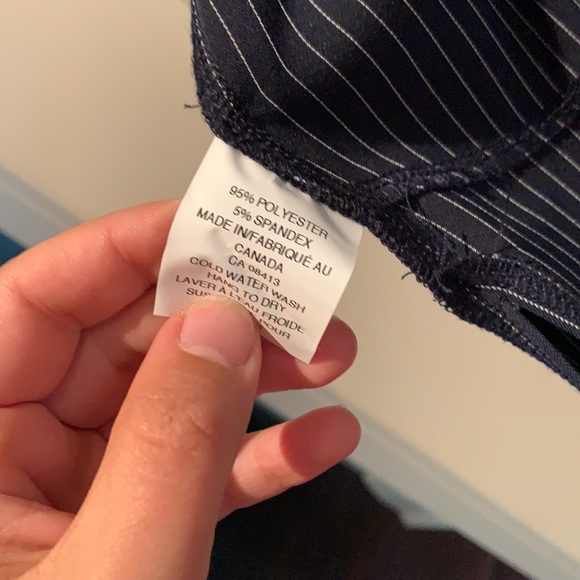 95% POLYESTER
5% SPANDEX
MADE IN/FABRIQUÉ AU
CANADA
CA 08413
COLD WATER WASH
HANG TO DRY
LAVER À L'EAU FROIDE
SUS POUR